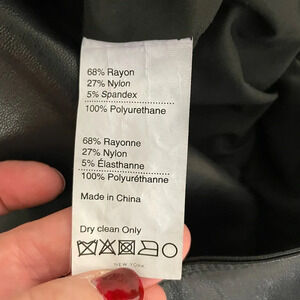 68% Rayon
27% Nylon
5% Spandex
100% Polyurethane
68% Rayonne
27% Nylon
5% Élasthanne
100% Polyuréthanne
Made in China
Dry clean Only
NEW YORK